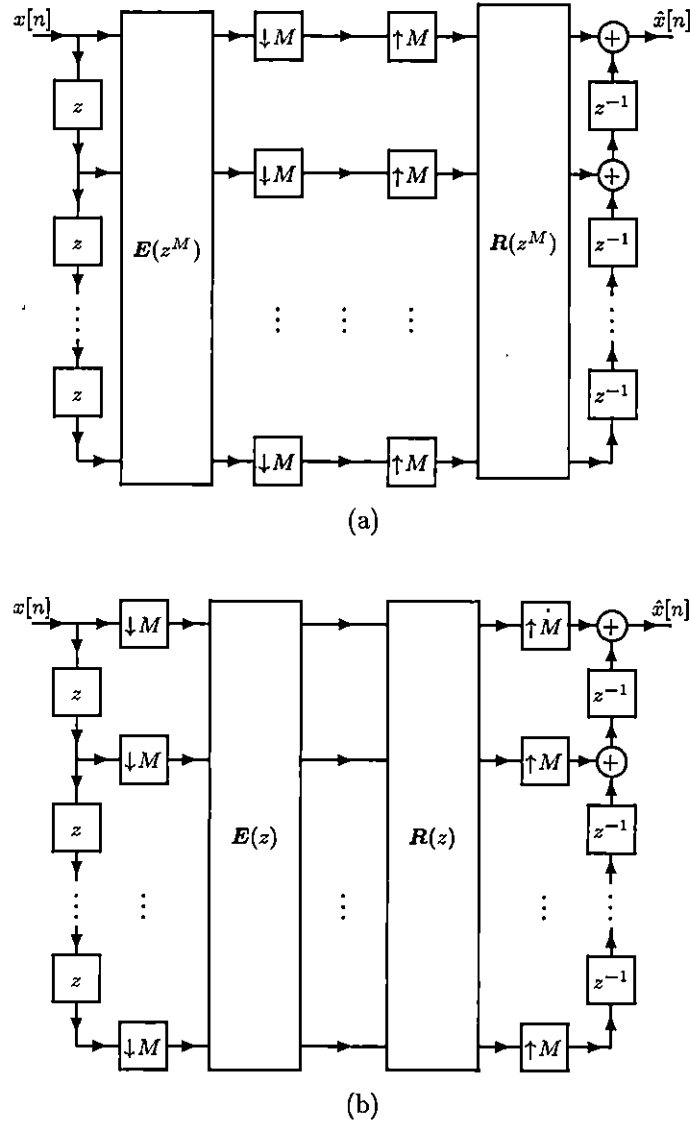 x[n] ↓M ↑M x̂[n]
z z⁻¹
↓M ↑M
z E(z^M) R(z^M) z⁻¹
z z⁻¹
↓M ↑M
(a)
x[n] ↓M ↑M x̂[n]
z z⁻¹
↓M ↑M
z E(z) R(z) z⁻¹
z z⁻¹
↓M ↑M
(b)